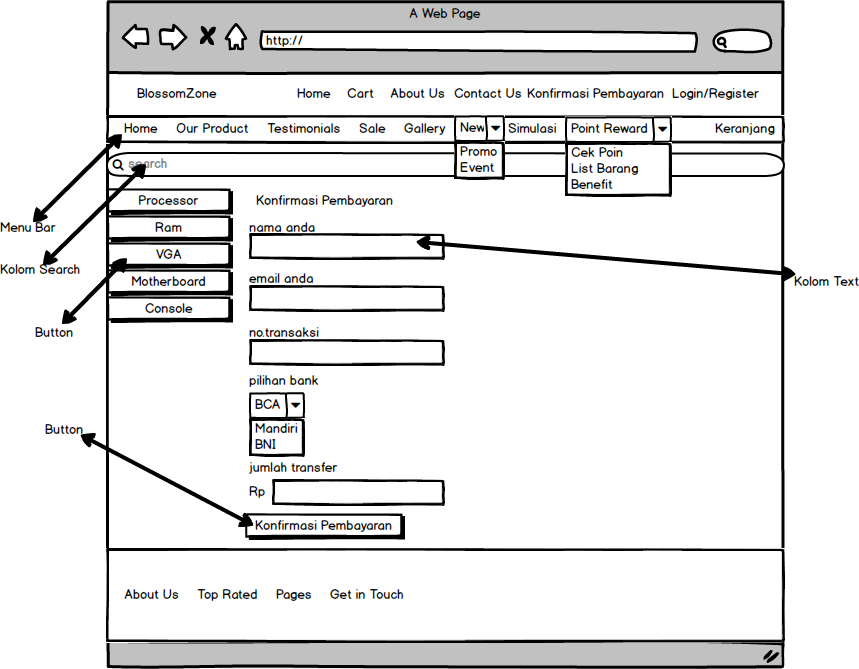 A Web Page
http://
BlossomZone Home Cart About Us Contact Us Konfirmasi Pembayaran Login/Register
Home Our Product Testimonials Sale Gallery New Simulasi Point Reward Keranjang
Promo
Event
Cek Poin
List Barang
Benefit
search
Menu Bar
Kolom Search
Button
Button
Kolom Text
Processor
Ram
VGA
Motherboard
Console
Konfirmasi Pembayaran
nama anda
email anda
no.transaksi
pilihan bank
BCA
Mandiri
BNI
jumlah transfer
Rp
Konfirmasi Pembayaran
About Us Top Rated Pages Get in Touch